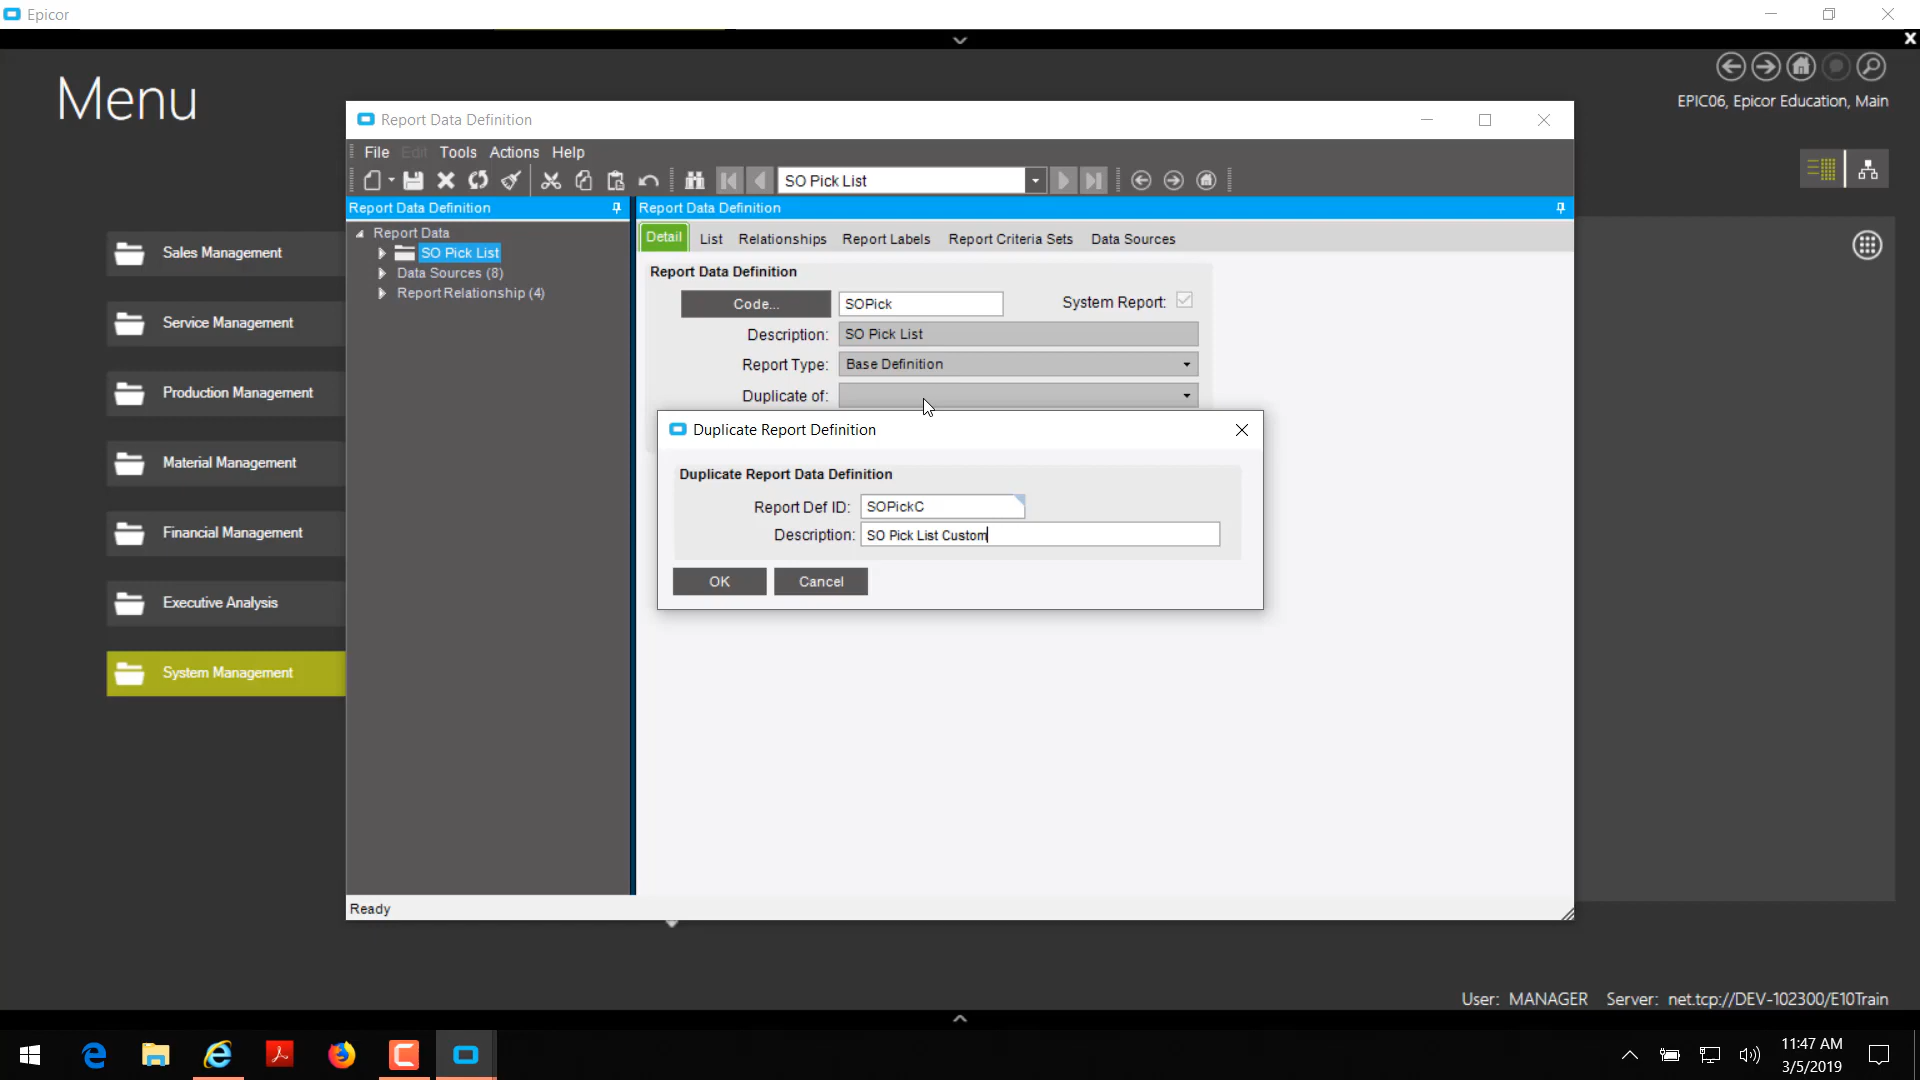 Epicor
X
Menu
EPIC06, Epicor Education, Main
Report Data Definition
File Edit Tools Actions Help
SO Pick List
Report Data Definition
Report Data Definition
Report Data
SO Pick List
Data Sources (8)
Report Relationship (4)
Detail List Relationships Report Labels Report Criteria Sets Data Sources
Report Data Definition
Code... SOPick System Report:
Description: SO Pick List
Report Type: Base Definition
Duplicate of:
Duplicate Report Definition
Duplicate Report Data Definition
Report Def ID: SOPickC
Description: SO Pick List Custom
OK Cancel
Sales Management
Service Management
Production Management
Material Management
Financial Management
Executive Analysis
System Management
Ready
User: MANAGER Server: net.tcp://DEV-102300/E10Train
11:47 AM
3/5/2019